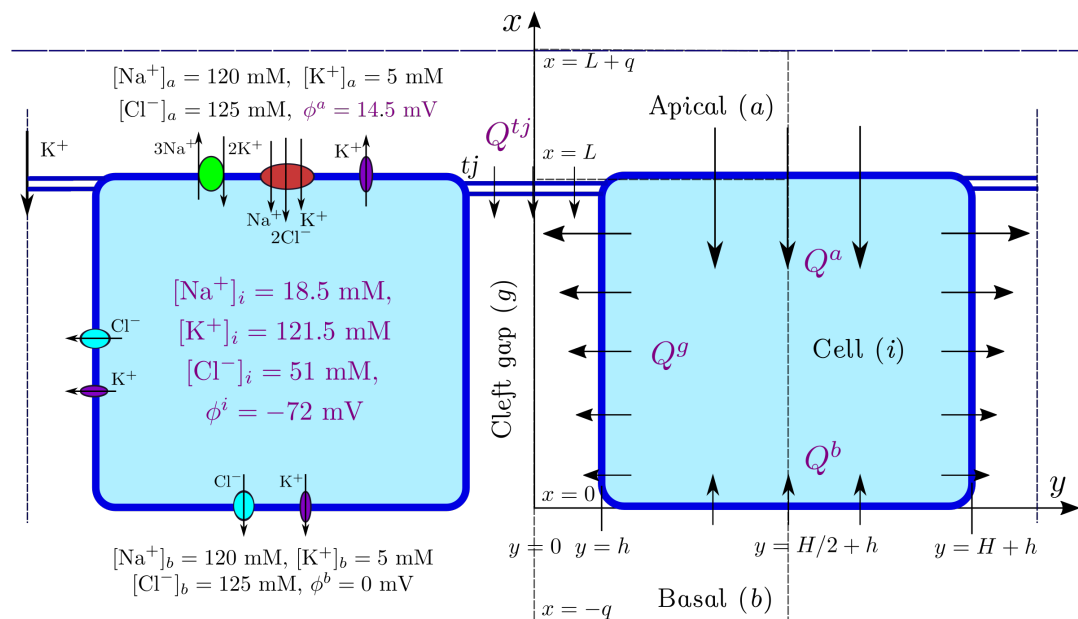 x
x = L + q
[Na⁺]ₐ = 120 mM, [K⁺]ₐ = 5 mM
[Cl⁻]ₐ = 125 mM, ϕᵃ = 14.5 mV
Apical (a)
K⁺
3Na⁺
2K⁺
K⁺
Q^{tj}
tj
x = L
Na⁺
K⁺
2Cl⁻
[Na⁺]ᵢ = 18.5 mM,
[K⁺]ᵢ = 121.5 mM
[Cl⁻]ᵢ = 51 mM,
ϕⁱ = −72 mV
Cl⁻
K⁺
Cleft gap (g)
Qᵃ
Qᵍ
Cell (i)
Qᵇ
Cl⁻
K⁺
x = 0
y
y = 0
y = h
y = H/2 + h
y = H + h
[Na⁺]_b = 120 mM, [K⁺]_b = 5 mM
[Cl⁻]_b = 125 mM, ϕᵇ = 0 mV
x = −q
Basal (b)